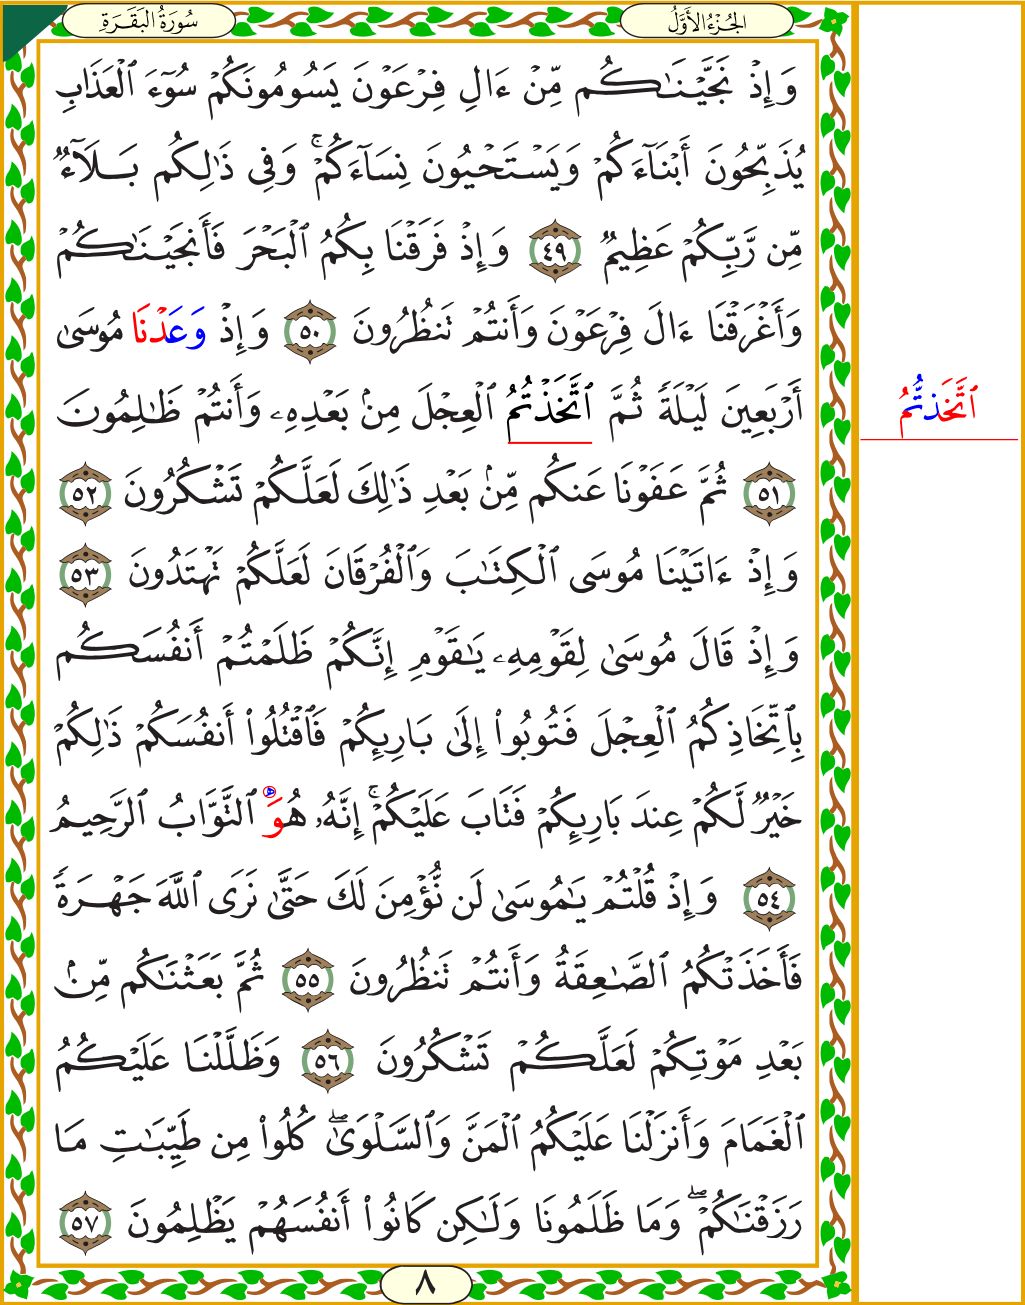 سُورَةُ البَقَرَةِ
الجُزْءُ الأَوَّلُ
وَإِذْ نَجَّيْنَٰكُم مِّنْ ءَالِ فِرْعَوْنَ يَسُومُونَكُمْ سُوٓءَ ٱلْعَذَابِ
يُذَبِّحُونَ أَبْنَآءَكُمْ وَيَسْتَحْيُونَ نِسَآءَكُمْ ۚ وَفِى ذَٰلِكُم بَلَآءٌ
مِّن رَّبِّكُمْ عَظِيمٌ ٤٩ وَإِذْ فَرَقْنَا بِكُمُ ٱلْبَحْرَ فَأَنجَيْنَٰكُمْ
وَأَغْرَقْنَا ءَالَ فِرْعَوْنَ وَأَنتُمْ تَنظُرُونَ ٥٠ وَإِذْ وَعَدْنَا مُوسَىٰ
أَرْبَعِينَ لَيْلَةً ثُمَّ ٱتَّخَذْتُمُ ٱلْعِجْلَ مِنۢ بَعْدِهِۦ وَأَنتُمْ ظَٰلِمُونَ
ٱتَّخَذتُّمُ
٥١ ثُمَّ عَفَوْنَا عَنكُم مِّنۢ بَعْدِ ذَٰلِكَ لَعَلَّكُمْ تَشْكُرُونَ ٥٢
وَإِذْ ءَاتَيْنَا مُوسَى ٱلْكِتَٰبَ وَٱلْفُرْقَانَ لَعَلَّكُمْ تَهْتَدُونَ ٥٣
وَإِذْ قَالَ مُوسَىٰ لِقَوْمِهِۦ يَٰقَوْمِ إِنَّكُمْ ظَلَمْتُمْ أَنفُسَكُم
بِٱتِّخَاذِكُمُ ٱلْعِجْلَ فَتُوبُوا۟ إِلَىٰ بَارِئِكُمْ فَٱقْتُلُوٓا۟ أَنفُسَكُمْ ذَٰلِكُمْ
خَيْرٌ لَّكُمْ عِندَ بَارِئِكُمْ فَتَابَ عَلَيْكُمْ ۚ إِنَّهُۥ هُوَ ٱلتَّوَّابُ ٱلرَّحِيمُ
٥٤ وَإِذْ قُلْتُمْ يَٰمُوسَىٰ لَن نُّؤْمِنَ لَكَ حَتَّىٰ نَرَى ٱللَّهَ جَهْرَةً
فَأَخَذَتْكُمُ ٱلصَّٰعِقَةُ وَأَنتُمْ تَنظُرُونَ ٥٥ ثُمَّ بَعَثْنَٰكُم مِّنۢ
بَعْدِ مَوْتِكُمْ لَعَلَّكُمْ تَشْكُرُونَ ٥٦ وَظَلَّلْنَا عَلَيْكُمُ
ٱلْغَمَامَ وَأَنزَلْنَا عَلَيْكُمُ ٱلْمَنَّ وَٱلسَّلْوَىٰ ۖ كُلُوا۟ مِن طَيِّبَٰتِ مَا
رَزَقْنَٰكُمْ ۖ وَمَا ظَلَمُونَا وَلَٰكِن كَانُوٓا۟ أَنفُسَهُمْ يَظْلِمُونَ ٥٧
٨